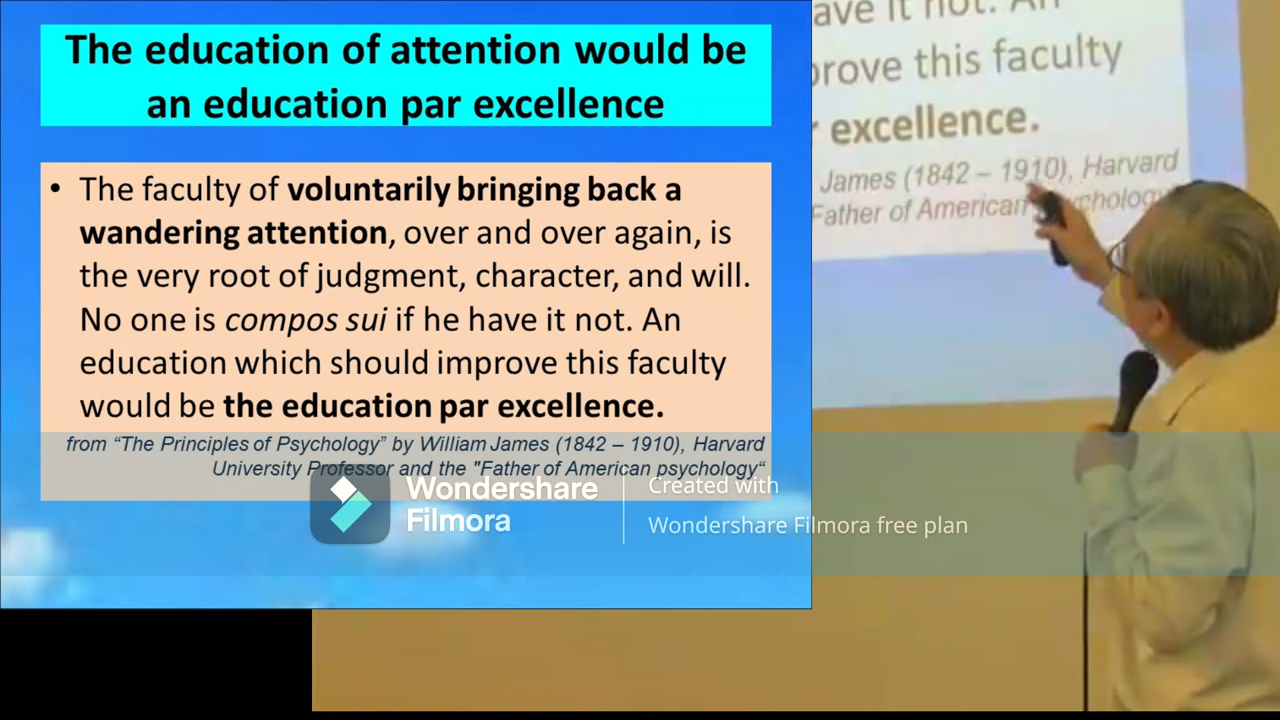 The education of attention would be
an education par excellence
• The faculty of voluntarily bringing back a
wandering attention, over and over again, is
the very root of judgment, character, and will.
No one is compos sui if he have it not. An
education which should improve this faculty
would be the education par excellence.
from “The Principles of Psychology” by William James (1842 – 1910), Harvard
University Professor and the "Father of American psychology“
ave it not. An
prove this faculty
excellence.
James (1842 – 1910), Harvard
Father of American
Wondershare
Filmora
Created with
Wondershare Filmora free plan